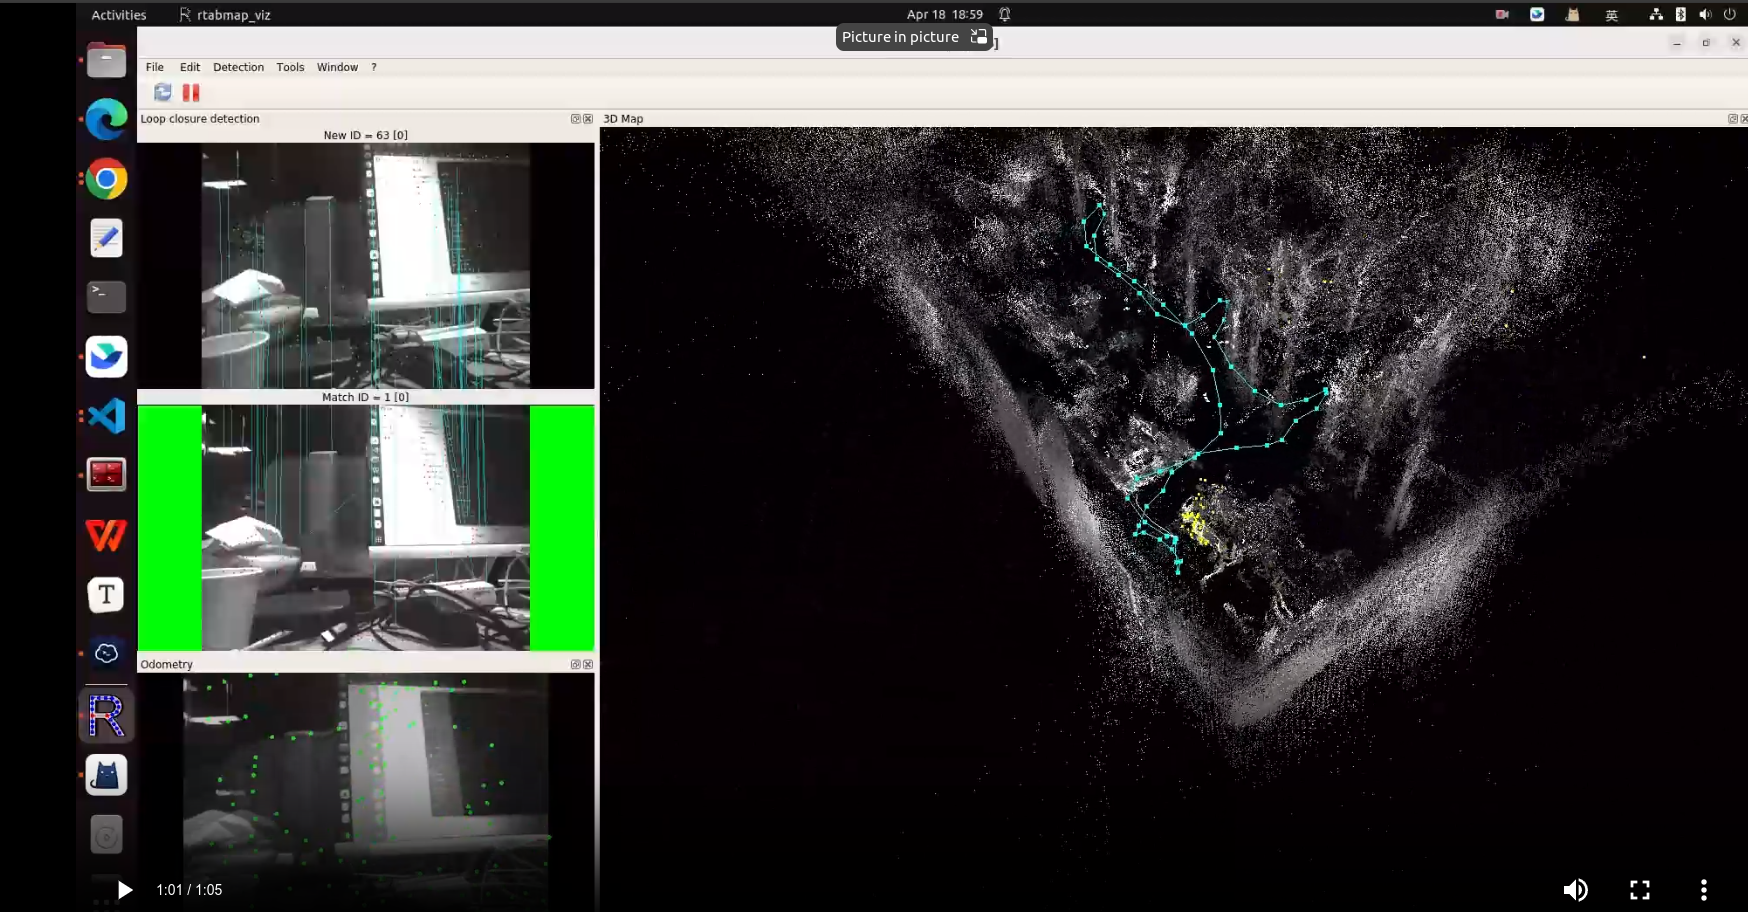 Activities rtabmap_viz Apr 18 18:59 英
Picture in picture ]
File Edit Detection Tools Window ?
Loop closure detection
3D Map
New ID = 63 [0]
Match ID = 1 [0]
Odometry
1:01 / 1:05